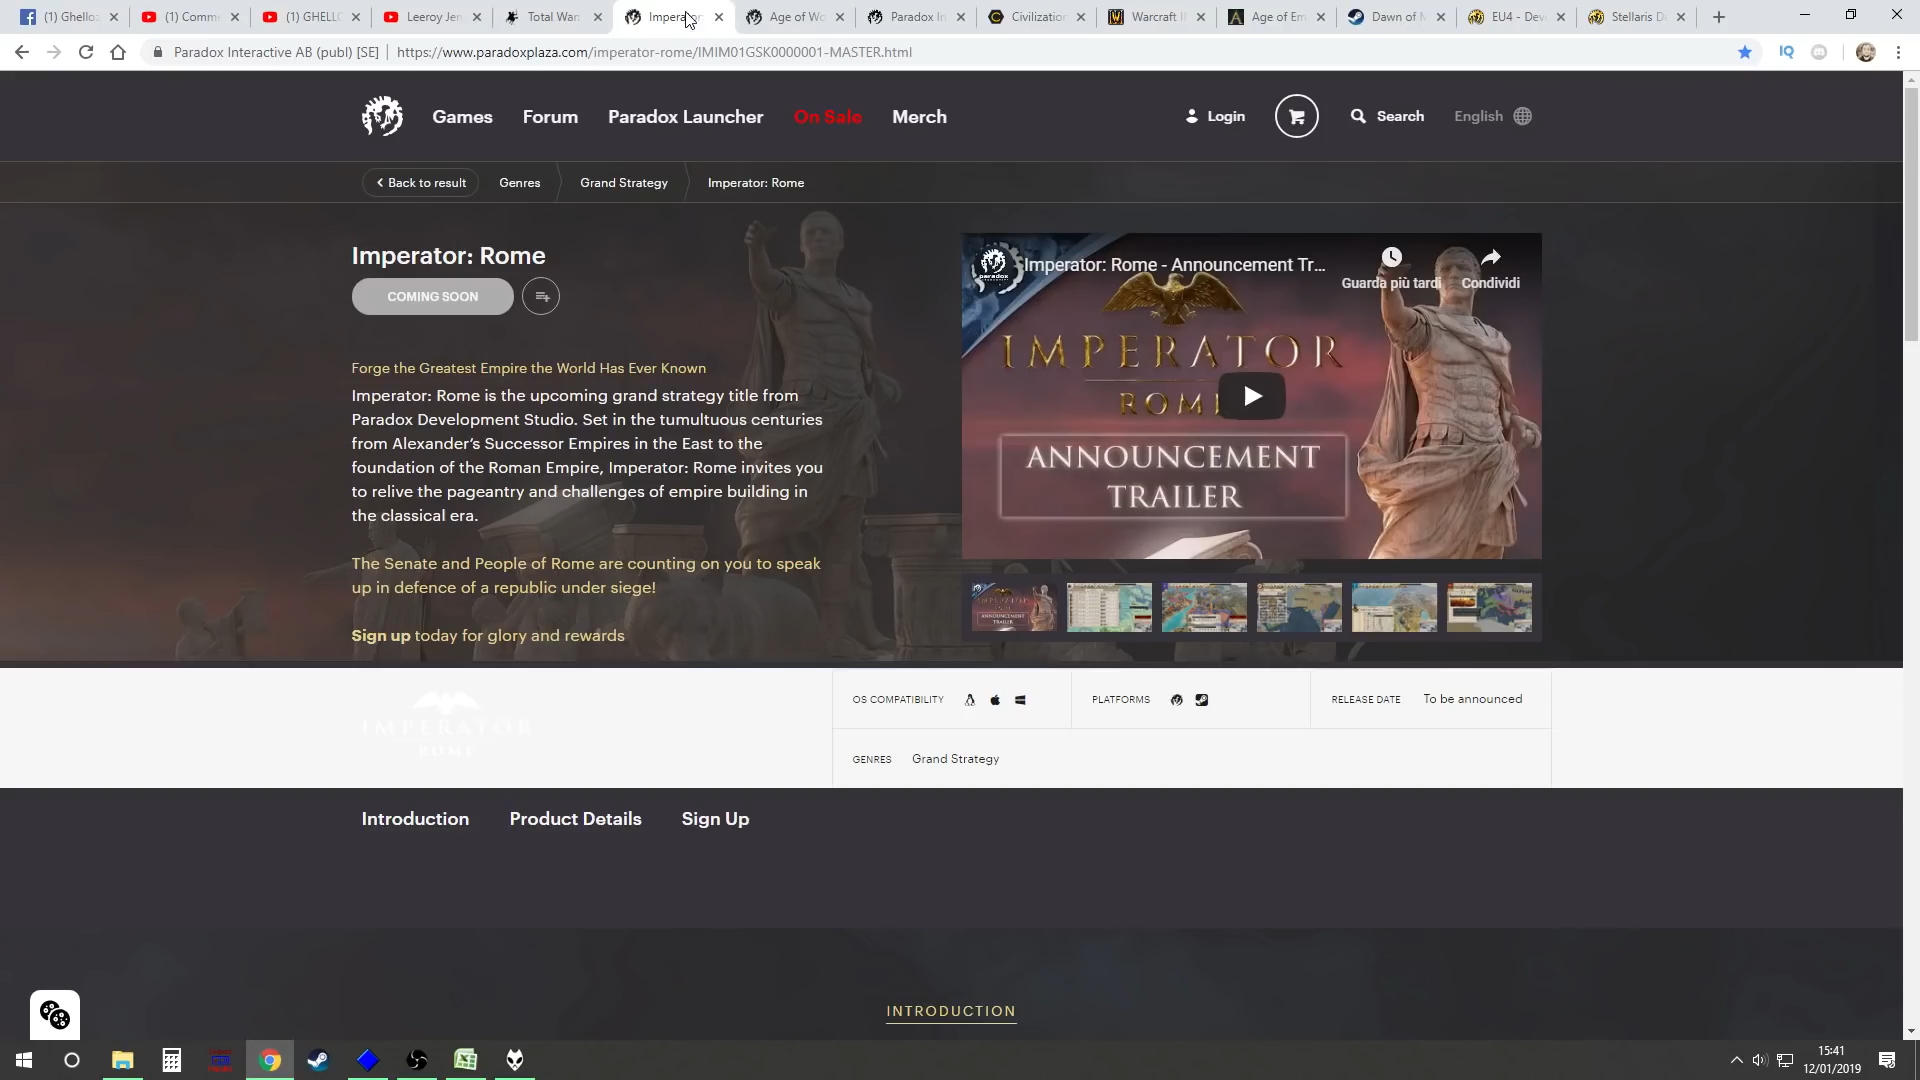 (1) Ghello
(1) Comm
(1) GHELLO
Leeroy Jen
Total War
Imperator
Age of Wo
Paradox In
Civilization
Warcraft II
Age of Em
Dawn of
EU4 - Dev
Stellaris D
Paradox Interactive AB (publ) [SE] | https://www.paradoxplaza.com/imperator-rome/IMIM01GSK0000001-MASTER.html
IQ
Games
Forum
Paradox Launcher
On Sale
Merch
Login
Search
English
Back to result
Genres
Grand Strategy
Imperator: Rome
Imperator: Rome
COMING SOON
Forge the Greatest Empire the World Has Ever Known
Imperator: Rome is the upcoming grand strategy title from
Paradox Development Studio. Set in the tumultuous centuries
from Alexander’s Successor Empires in the East to the
foundation of the Roman Empire, Imperator: Rome invites you
to relive the pageantry and challenges of empire building in
the classical era.
The Senate and People of Rome are counting on you to speak
up in defence of a republic under siege!
Sign up today for glory and rewards
Imperator: Rome - Announcement Tr...
Guarda più tardi
Condividi
IMPERATOR
ROME
ANNOUNCEMENT
TRAILER
IMPERATOR
ROME
OS COMPATIBILITY
PLATFORMS
RELEASE DATE
To be announced
GENRES
Grand Strategy
Introduction
Product Details
Sign Up
INTRODUCTION
15:41
12/01/2019